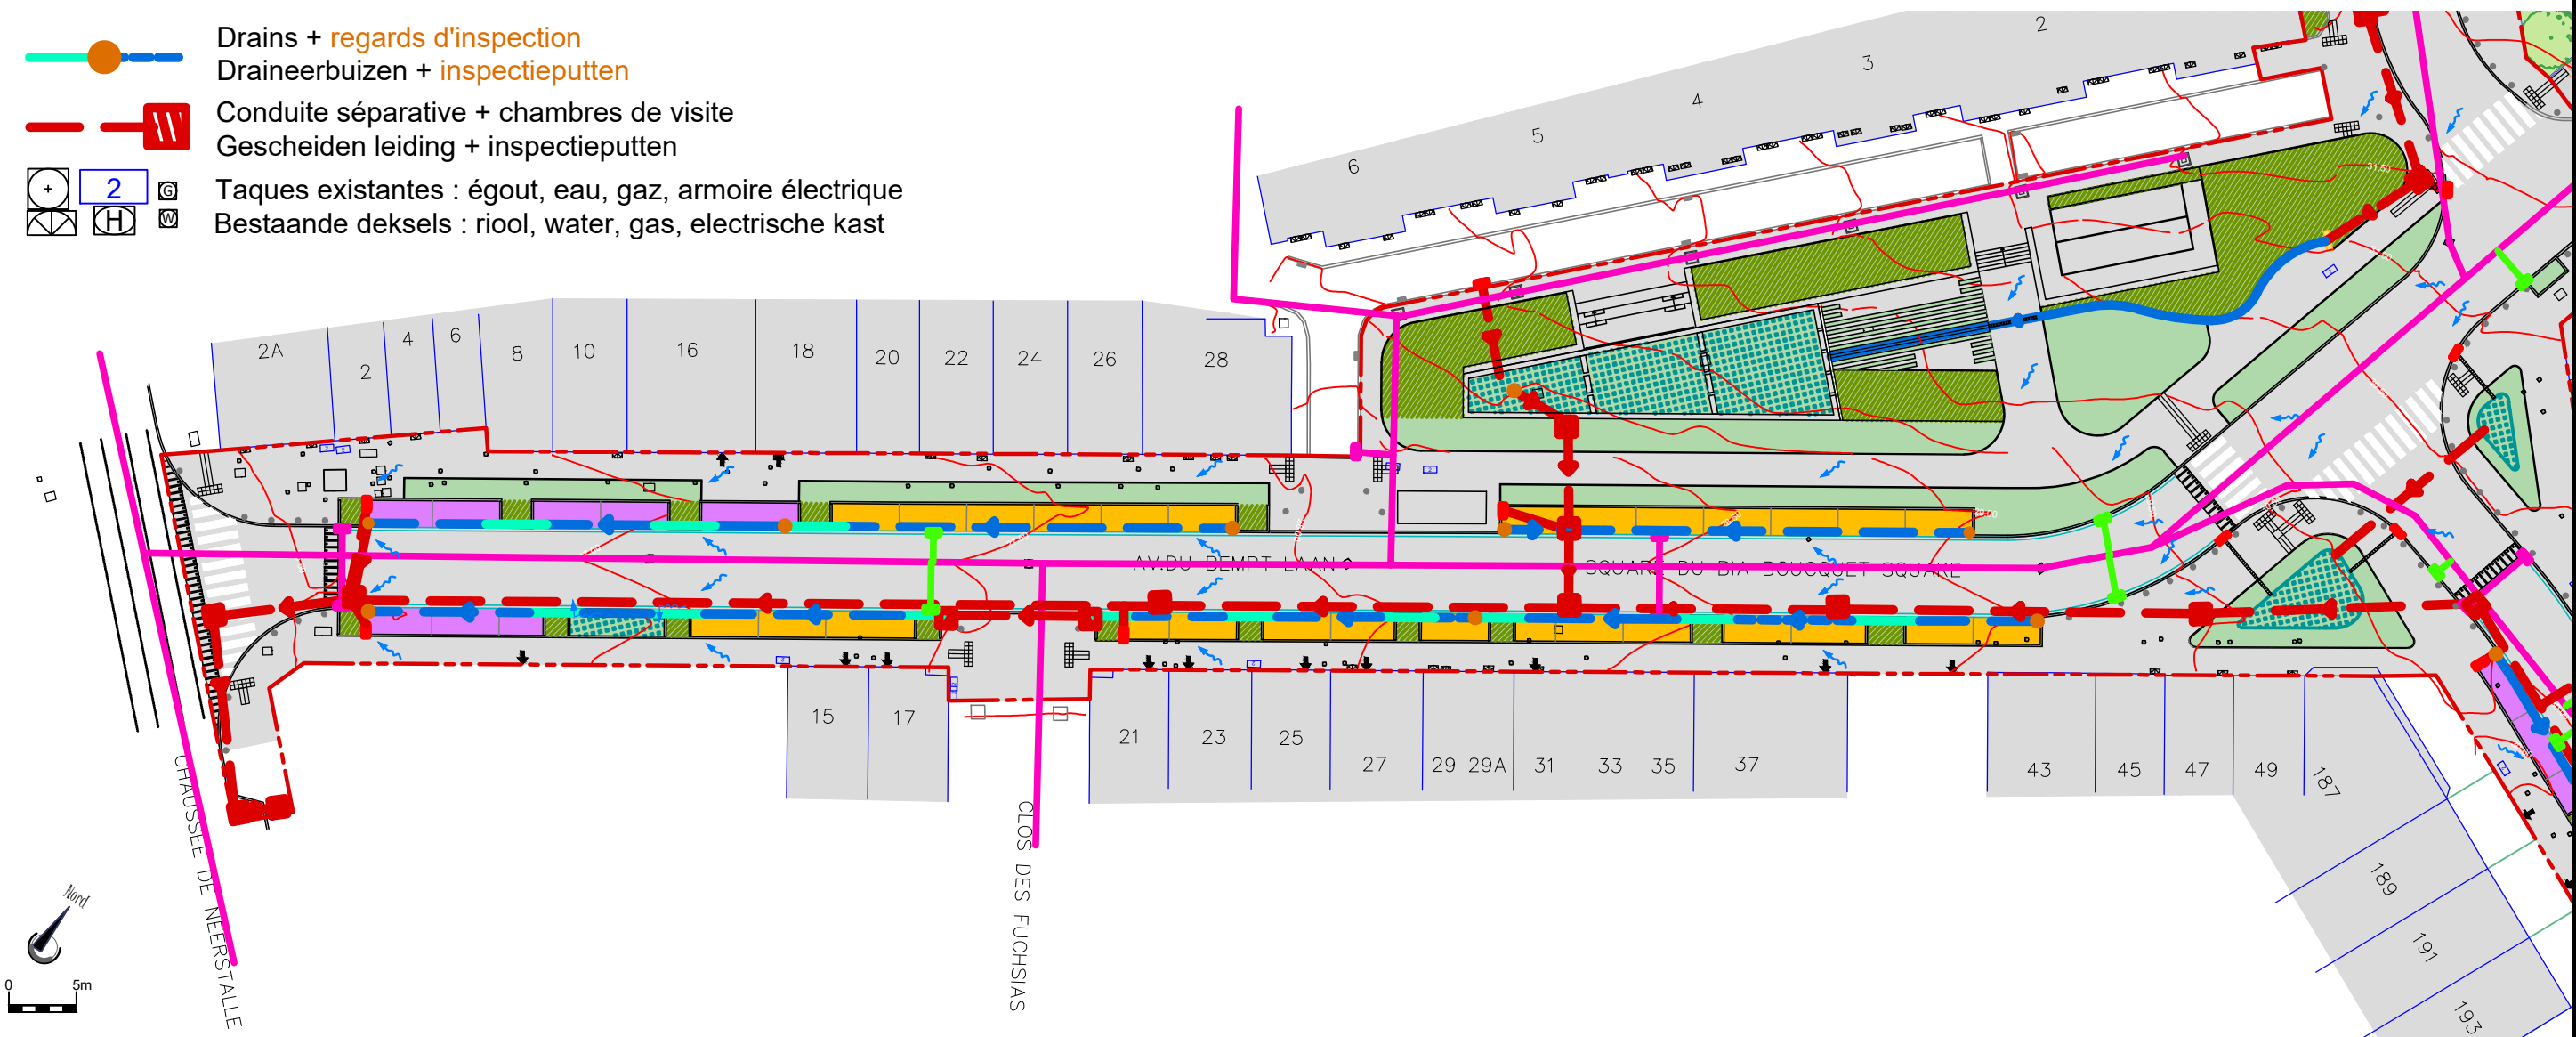 Drains + regards d'inspection
Draineerbuizen + inspectieputten
Conduite séparative + chambres de visite
Gescheiden leiding + inspectieputten
+ 2 G
H W
Taques existantes : égout, eau, gaz, armoire électrique
Bestaande deksels : riool, water, gas, electrische kast
2
3
4
5
6
2A
2
4
6
8
10
16
18
20
22
24
26
28
31.50
AV.DU BEMPT LAAN
SQUARE DU BIA BOUCQUET SQUARE
15
17
21
23
25
27
29
29A
31
33
35
37
43
45
47
49
187
189
191
193
CHAUSSEE DE NEERSTALLE
CLOS DES FUCHSIAS
Nord
0 5m